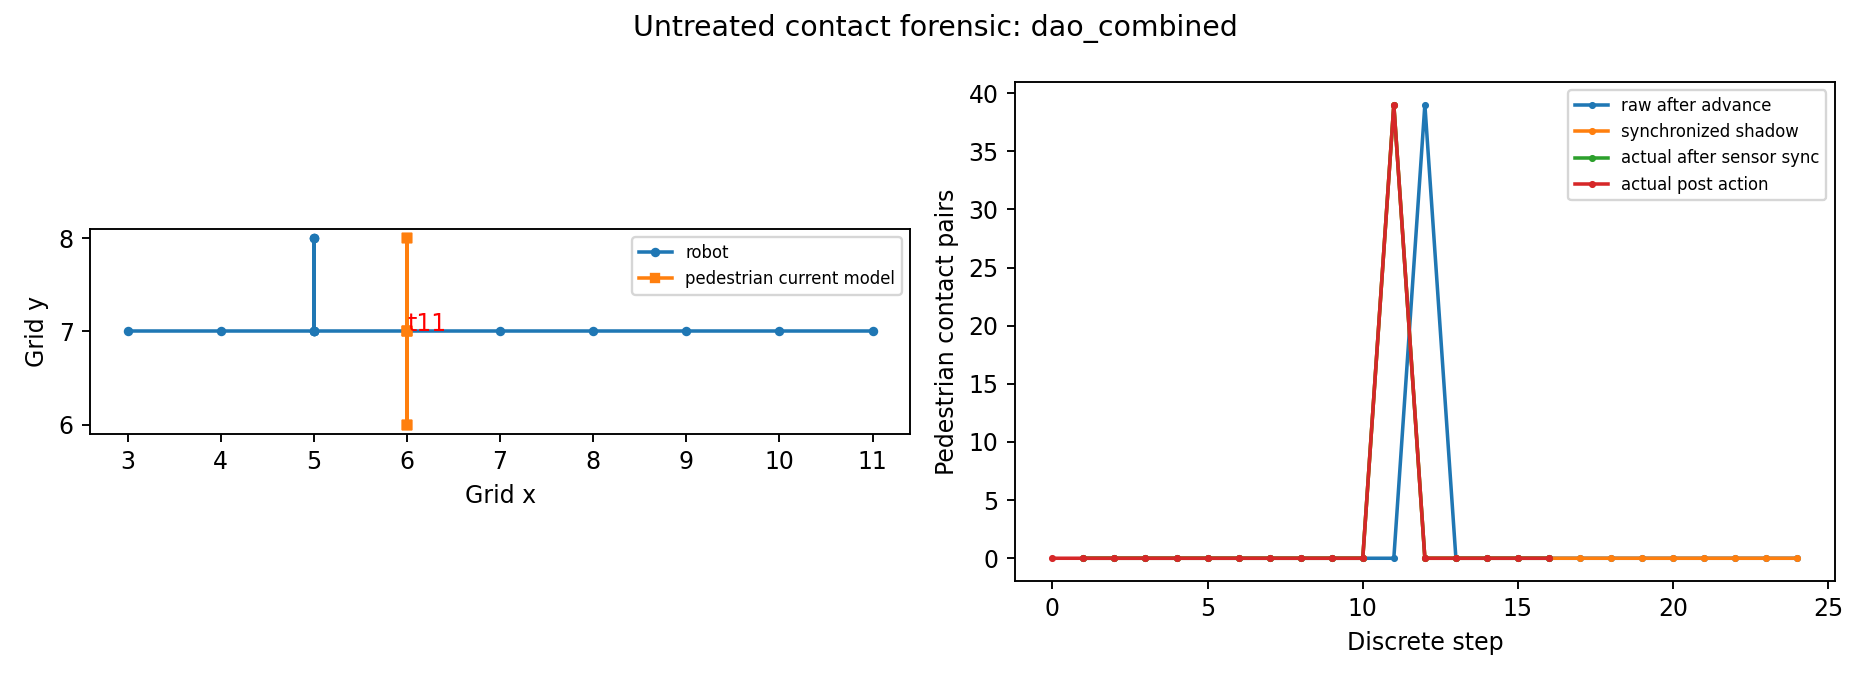 Untreated contact forensic: dao_combined
Grid y
8
7
6
robot
pedestrian current model
t11
3 4 5 6 7 8 9 10 11
Grid x
Pedestrian contact pairs
40
35
30
25
20
15
10
5
0
raw after advance
synchronized shadow
actual after sensor sync
actual post action
0 5 10 15 20 25
Discrete step